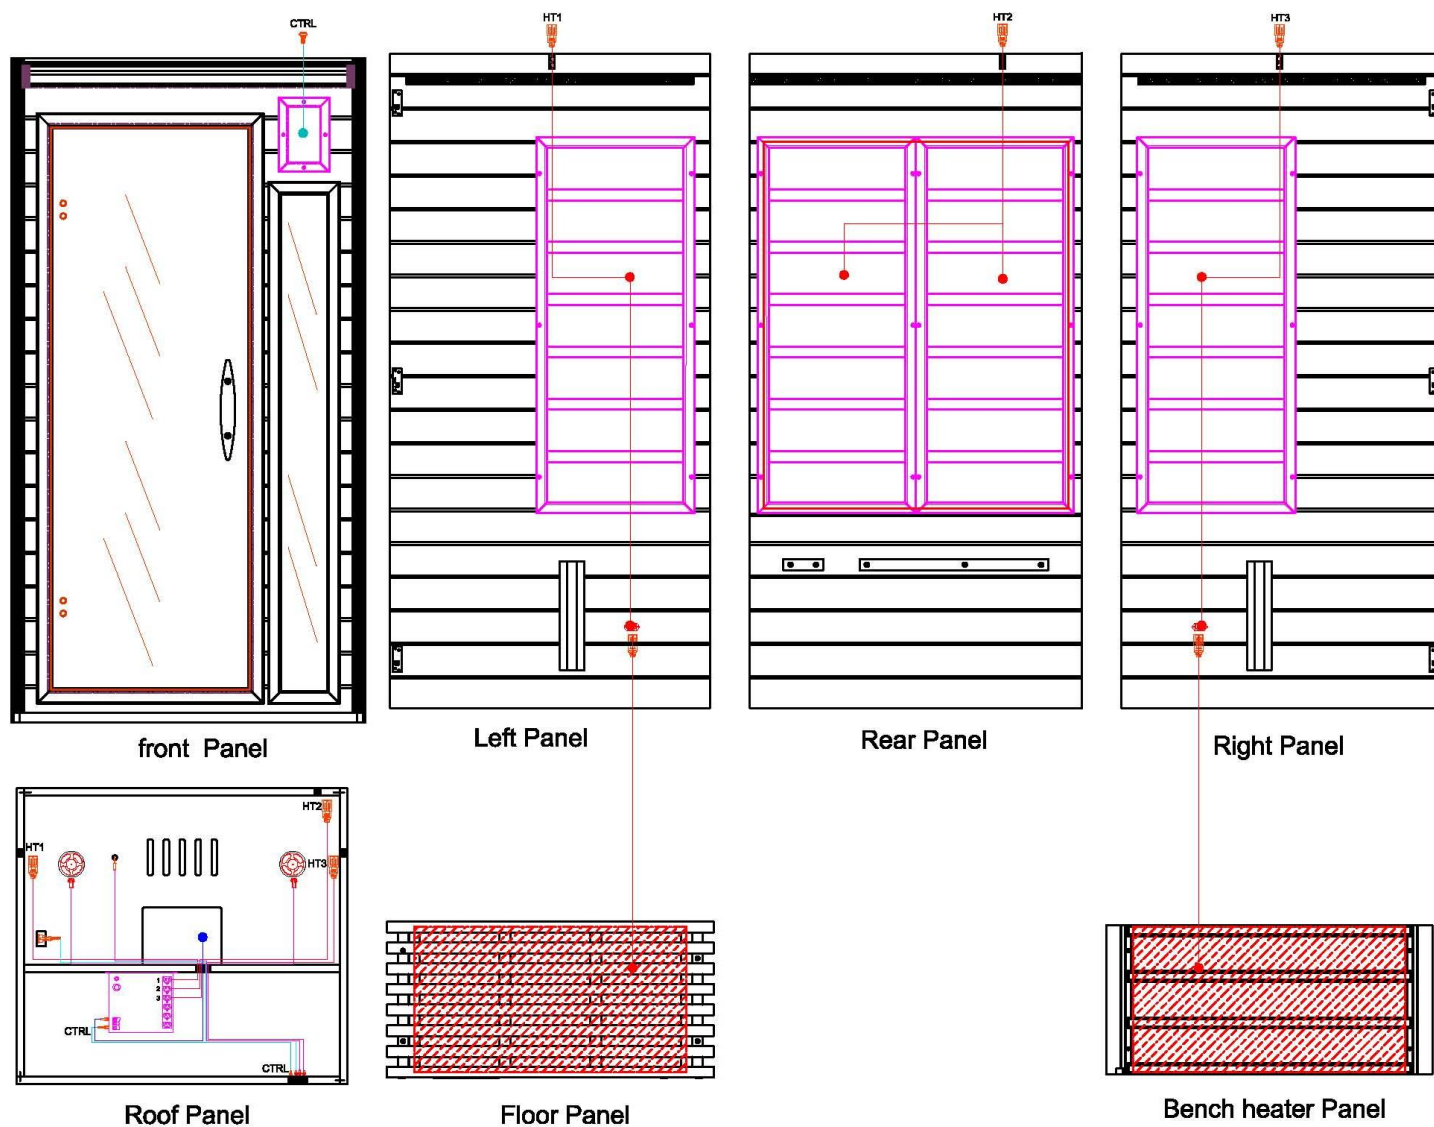 CTRL
HT1
HT2
HT3
front Panel
Left Panel
Rear Panel
Right Panel
HT2
HT1
HT3
1
2
3
CTRL
CTRL
Roof Panel
Floor Panel
Bench heater Panel